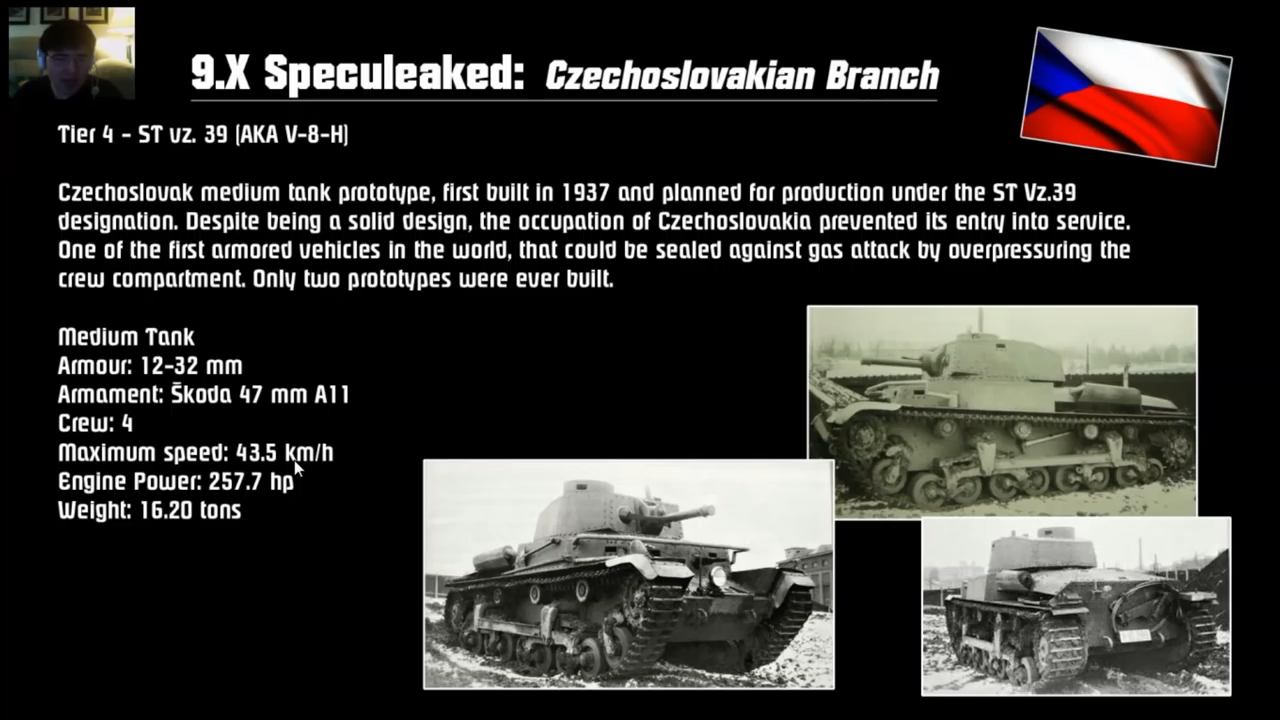 9.X Speculeaked: Czechoslovakian Branch
Tier 4 - ST vz. 39 (AKA V-8-H)
Czechoslovak medium tank prototype, first built in 1937 and planned for production under the ST Vz.39
designation. Despite being a solid design, the occupation of Czechoslovakia prevented its entry into service.
One of the first armored vehicles in the world, that could be sealed against gas attack by overpressuring the
crew compartment. Only two prototypes were ever built.
Medium Tank
Armour: 12-32 mm
Armament: Škoda 47 mm A11
Crew: 4
Maximum speed: 43.5 km/h
Engine Power: 257.7 hp
Weight: 16.20 tons